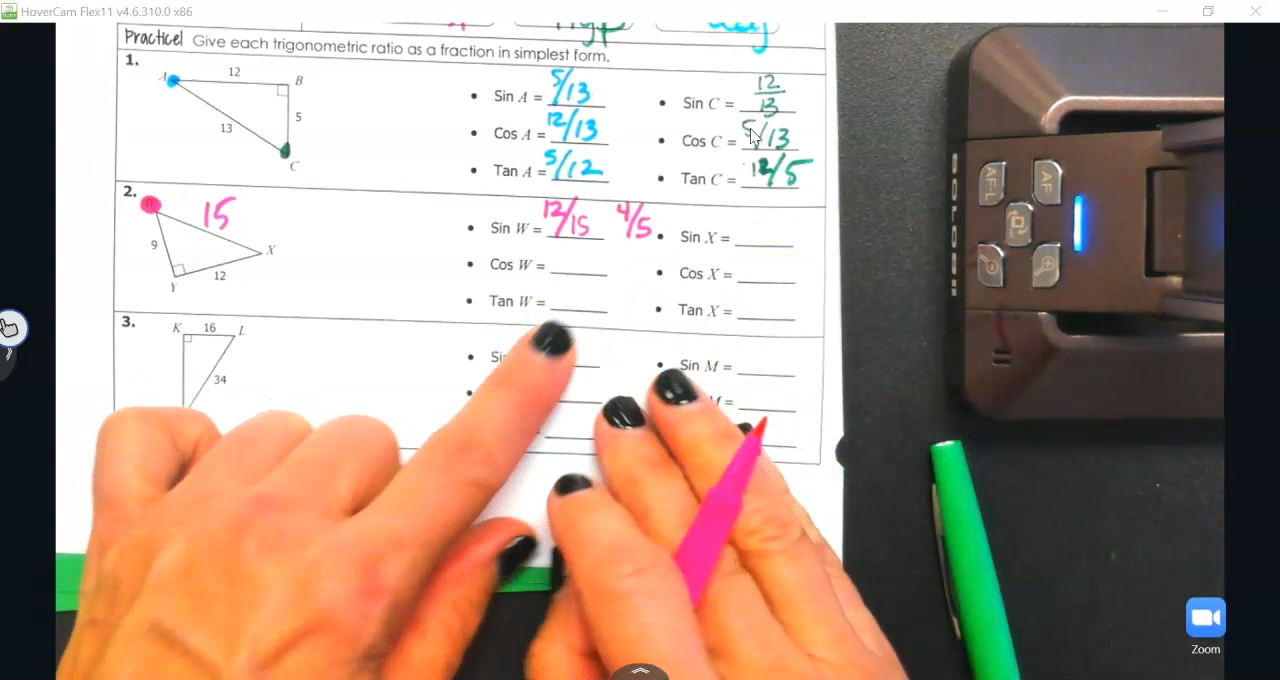 HoverCam Flex11 v4.6.310.0 x86
Hyp
Practice! Give each trigonometric ratio as a fraction in simplest form.
1.
A 12 B
5
13
C
Sin A = 5/13
Cos A = 12/13
Tan A = 5/12
Sin C = 12/13
Cos C = 5/13
Tan C = 12/5
2.
15
9 X
12
Y
Sin W = 12/15 4/5
Cos W =
Tan W =
Sin X =
Cos X =
Tan X =
3.
K 16 L
34
Sin M =
AF-L
AF
Zoom